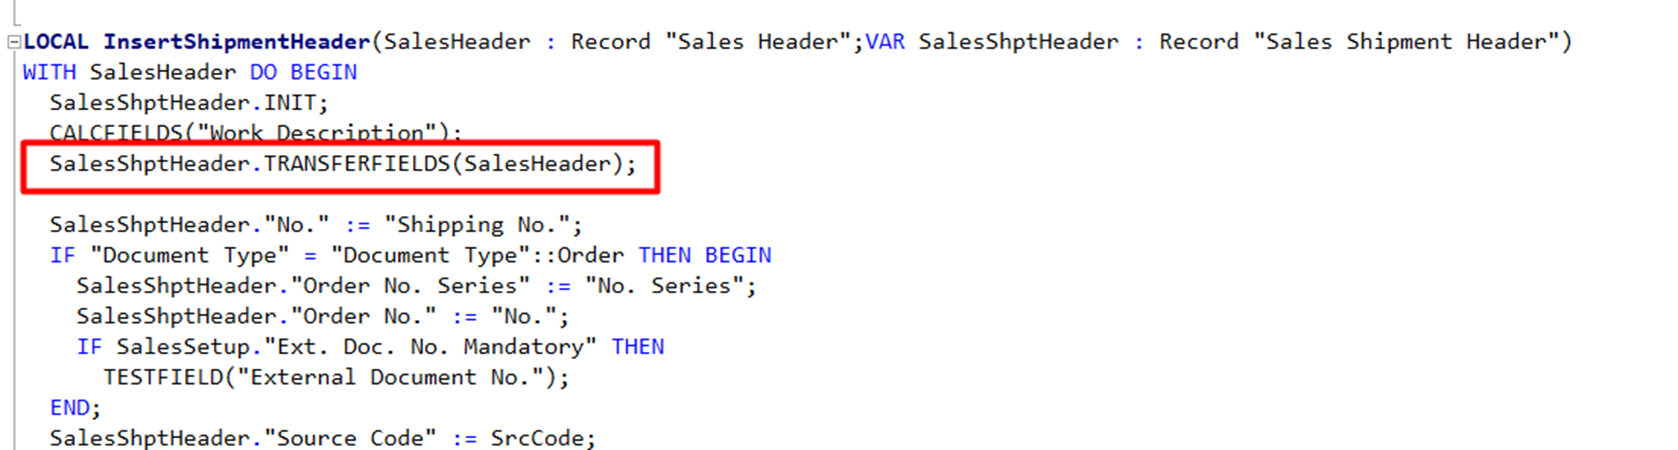 LOCAL InsertShipmentHeader(SalesHeader : Record "Sales Header";VAR SalesShptHeader : Record "Sales Shipment Header")
WITH SalesHeader DO BEGIN
SalesShptHeader.INIT;
CALCFIELDS("Work Description");
SalesShptHeader.TRANSFERFIELDS(SalesHeader);
SalesShptHeader."No." := "Shipping No.";
IF "Document Type" = "Document Type"::Order THEN BEGIN
SalesShptHeader."Order No. Series" := "No. Series";
SalesShptHeader."Order No." := "No.";
IF SalesSetup."Ext. Doc. No. Mandatory" THEN
TESTFIELD("External Document No.");
END;
SalesShptHeader."Source Code" := SrcCode;